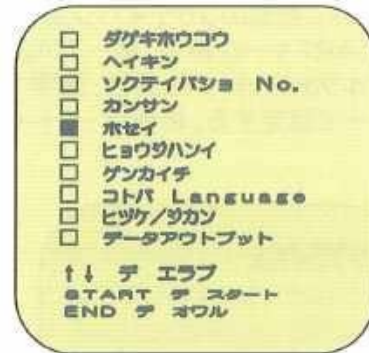 □ ダゲキホウコウ
□ ヘイキン
□ ソクテイバショ No.
□ カンサン
■ ホセイ
□ ヒョウジハンイ
□ ゲンカイチ
□ コトバ Language
□ ヒヅケ/ジカン
□ データアウトプット
↑↓ デ エラブ
START デ スタート
END デ オワル